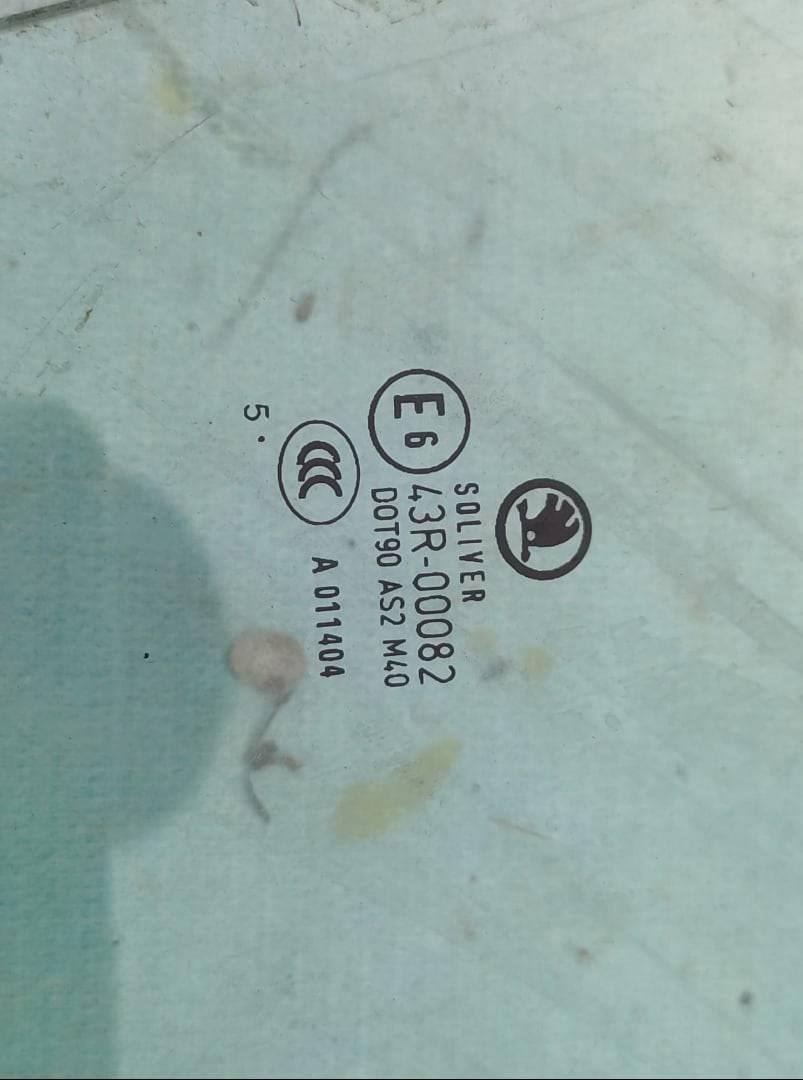 SOLIVER
E6 43R-00082
DOT90 AS2 M40
CCC A 011404
5 .